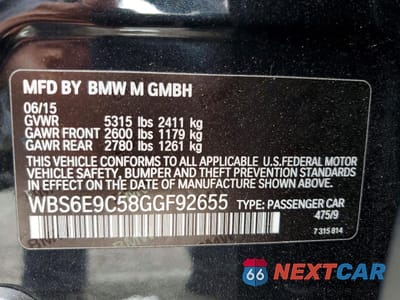 MFD BY BMW M GMBH
06/15
GVWR 5315 lbs 2411 kg
GAWR FRONT 2600 lbs 1179 kg
GAWR REAR 2780 lbs 1261 kg
THIS VEHICLE CONFORMS TO ALL APPLICABLE U.S.FEDERAL MOTOR
VEHICLE SAFETY, BUMPER, AND THEFT PREVENTION STANDARDS
IN EFFECT ON THE DATE OF MANUFACTURE SHOWN ABOVE.
WBS6E9C58GGF92655 TYPE: PASSENGER CAR
475/9
7 315 814
66 NEXTCAR